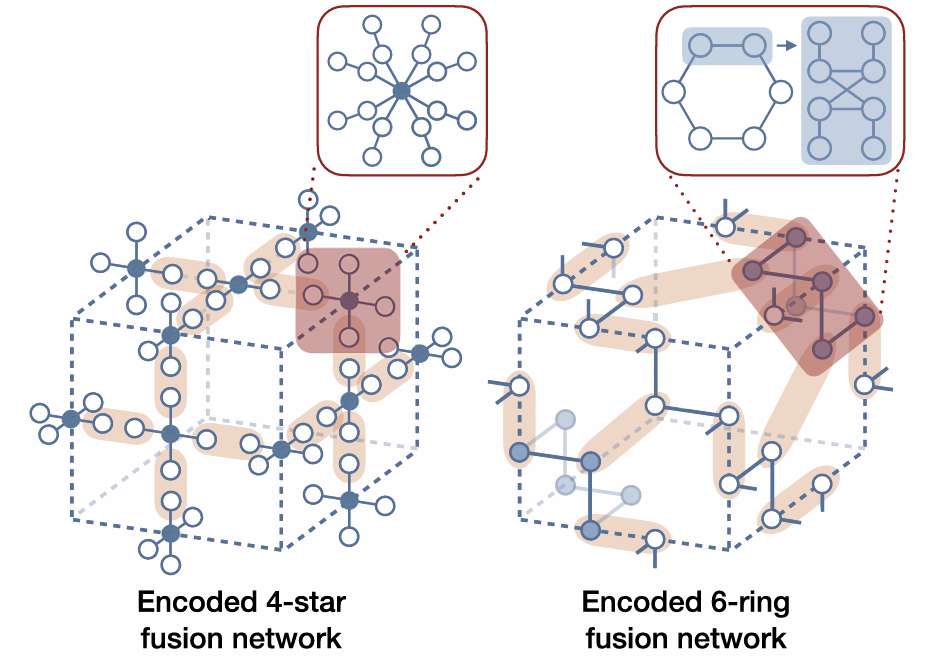 Encoded 4-star
fusion network
Encoded 6-ring
fusion network